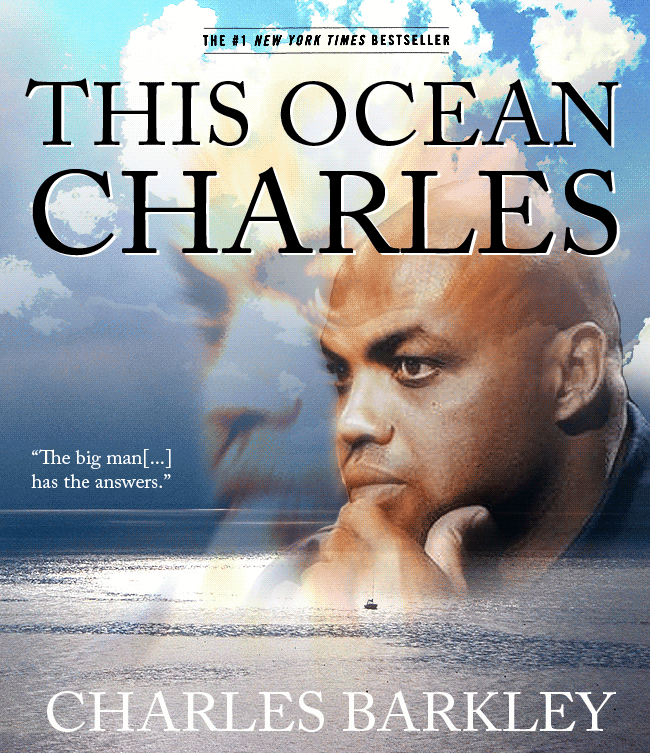 THE #1 NEW YORK TIMES BESTSELLER
THIS OCEAN
CHARLES
“The big man[...]
has the answers.”
CHARLES BARKLEY